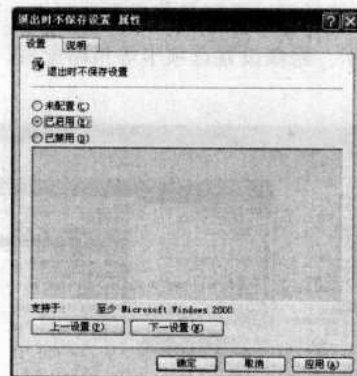 退出时不保存设置 属性
设置 说明
退出时不保存设置
未配置(C)
已启用(E)
已禁用(D)
支持于: 至少 Microsoft Windows 2000
上一设置(P) 下一设置(N)
确定 取消 应用(A)